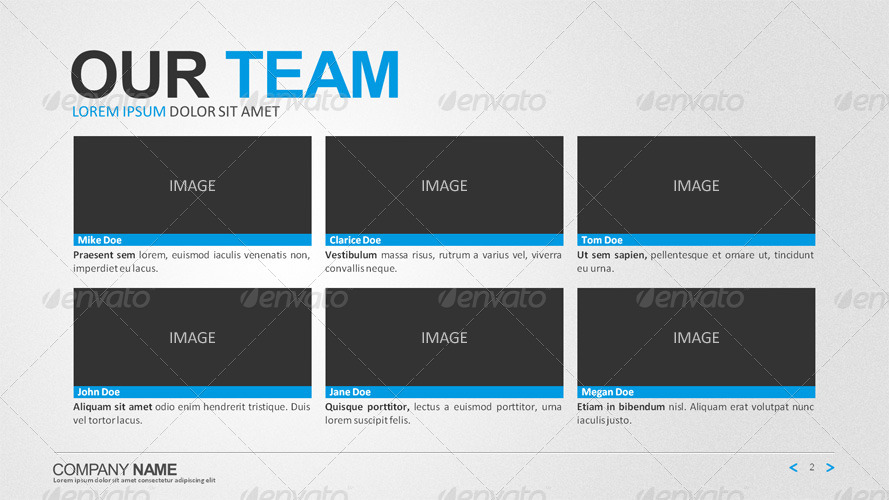 OUR TEAM
LOREM IPSUM DOLOR SIT AMET
IMAGE
IMAGE
IMAGE
Mike Doe
Clarice Doe
Tom Doe
Praesent sem lorem, euismod iaculis venenatis non,
imperdiet eu lacus.
Vestibulum massa risus, rutrum a varius vel, viverra
convallis neque.
Ut sem sapien, pellentesque et ornare ut, tincidunt
eu urna.
IMAGE
IMAGE
IMAGE
John Doe
Jane Doe
Megan Doe
Aliquam sit amet odio enim hendrerit tristique. Duis
vel tortor lacus.
Quisque porttitor, lectus a euismod porttitor, urna
lorem suscipit felis.
Etiam in bibendum nisl. Aliquam erat volutpat nunc
iaculis justo.
COMPANY NAME
Lorem ipsum dolor sit amet consectetur adipiscing elit
< 2 >
envato
envato
envato
envato
envato
envato
envato
envato
envato
envato
envato
envato
envato